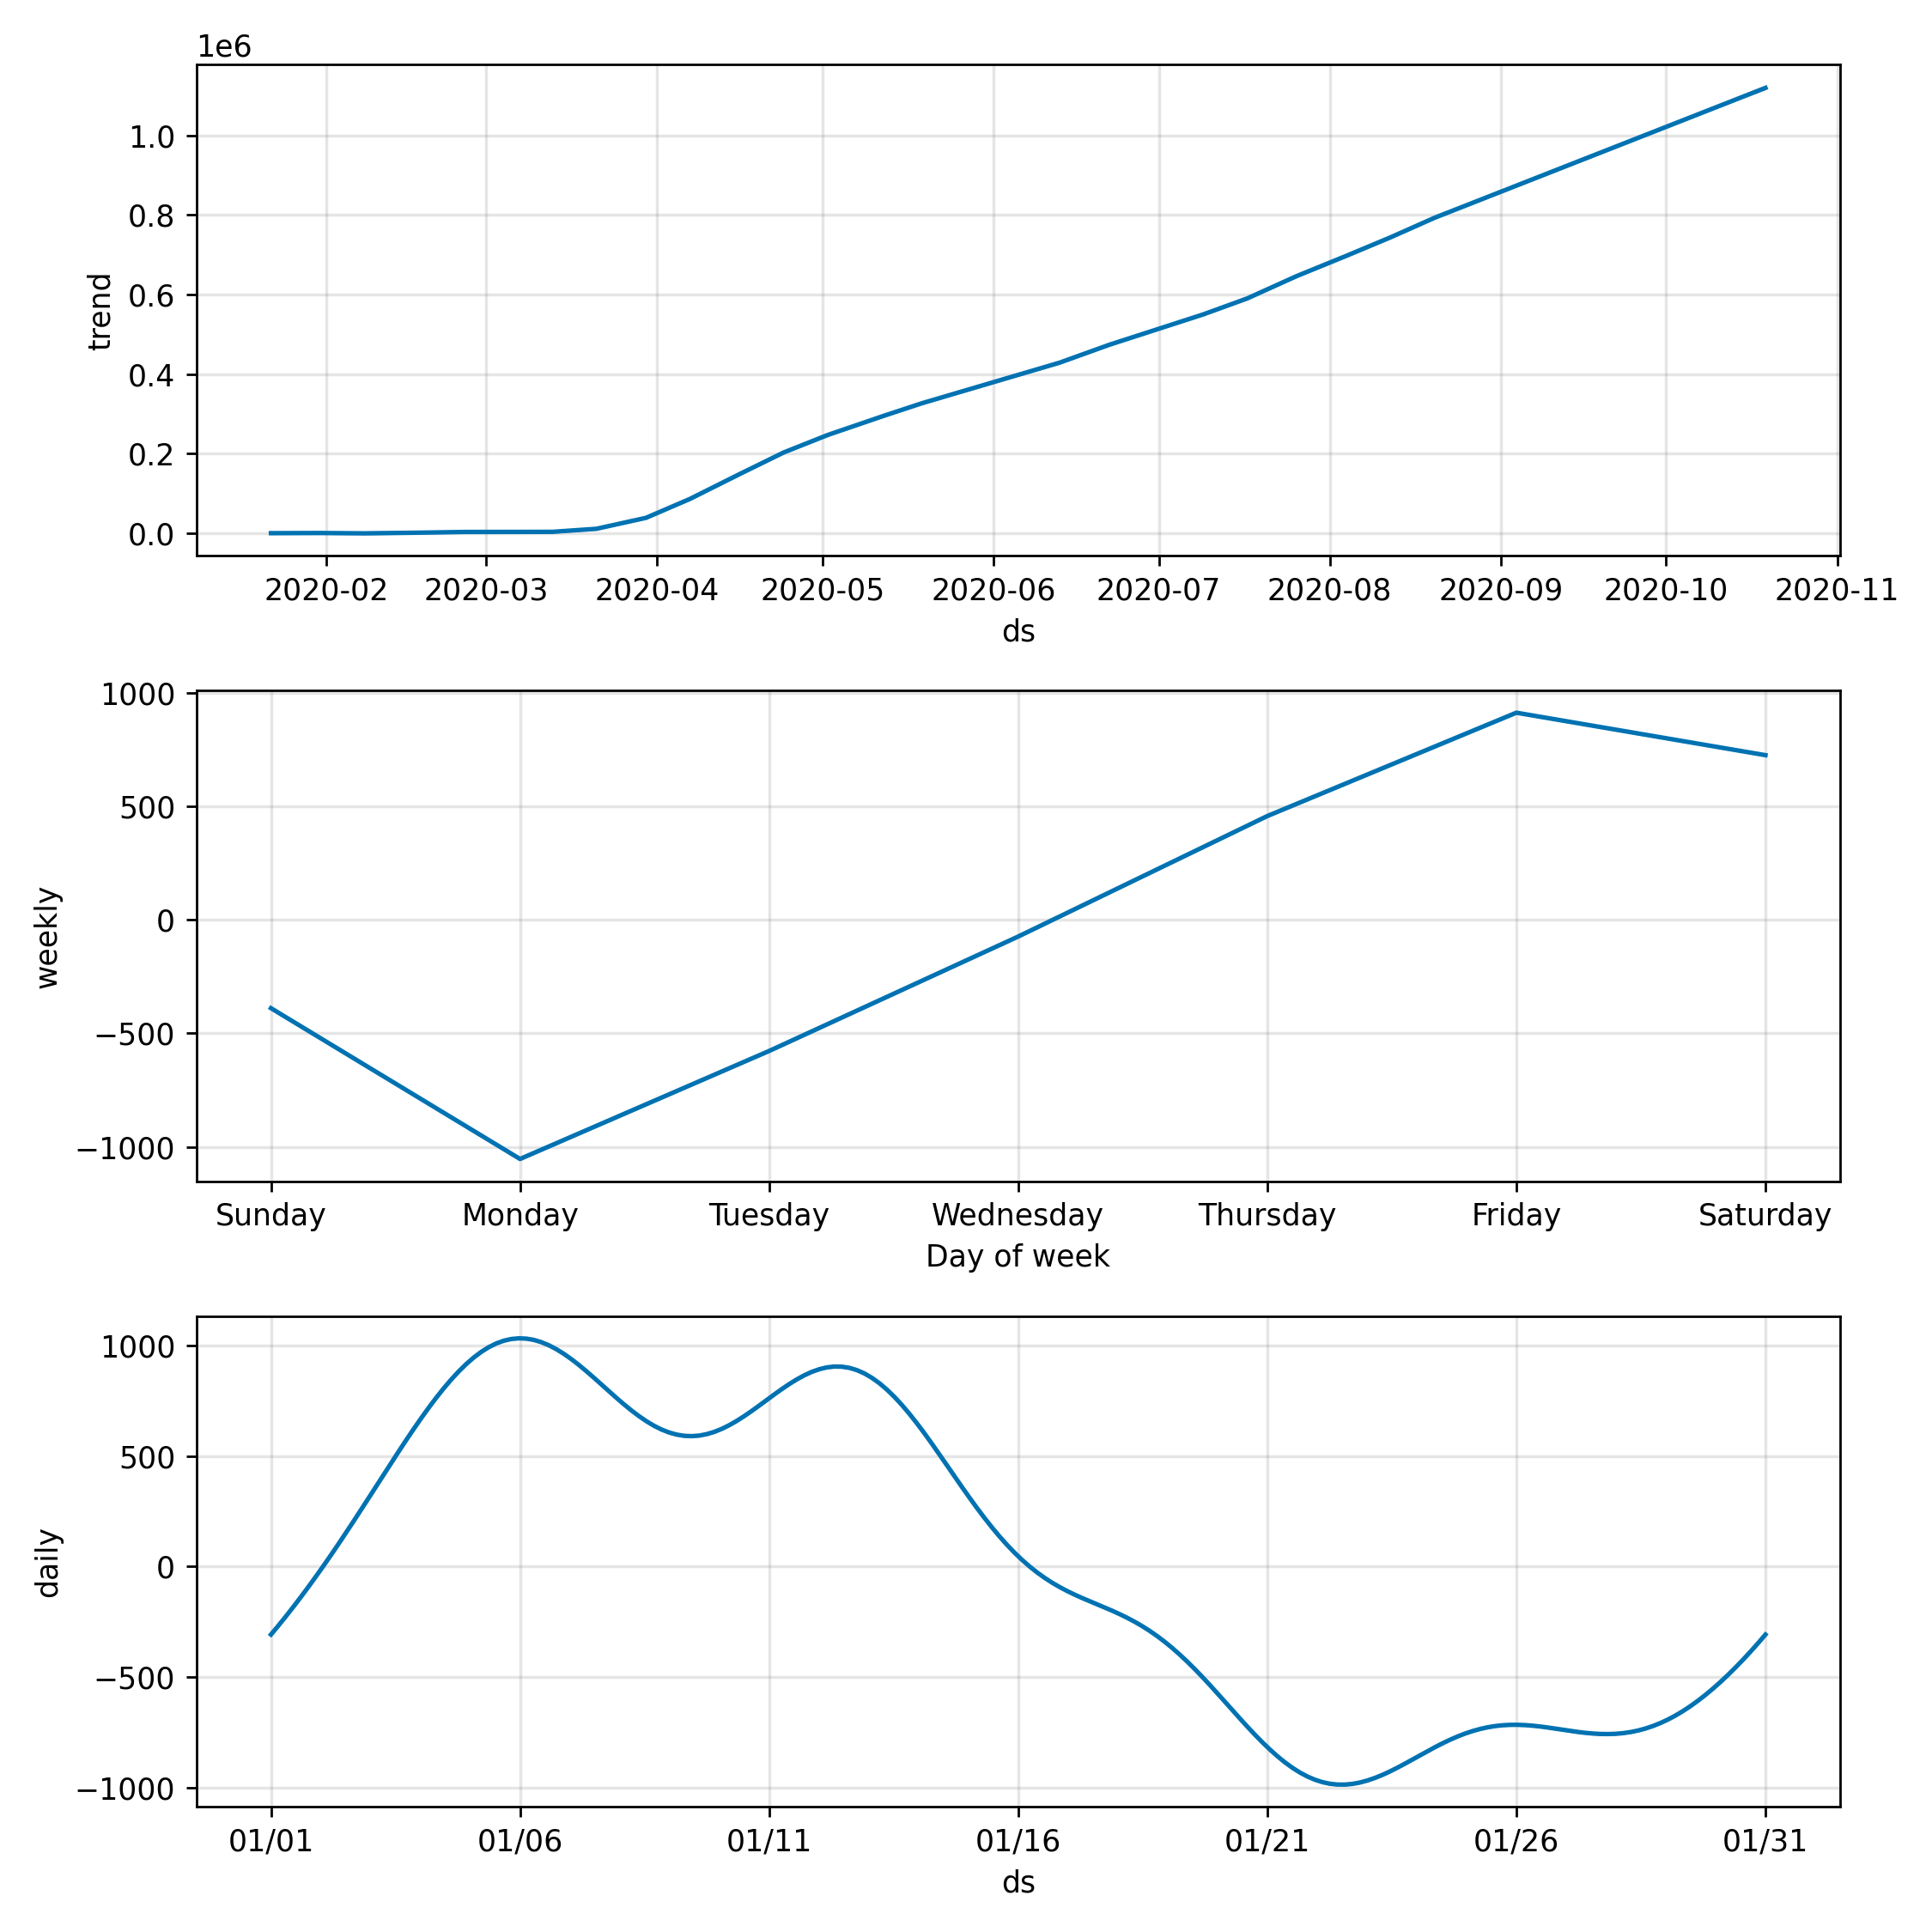 1e6
1.0
0.8
0.6
0.4
0.2
0.0
trend
2020-02 2020-03 2020-04 2020-05 2020-06 2020-07 2020-08 2020-09 2020-10 2020-11
ds
1000
500
0
−500
−1000
weekly
Sunday Monday Tuesday Wednesday Thursday Friday Saturday
Day of week
1000
500
0
−500
−1000
daily
01/01 01/06 01/11 01/16 01/21 01/26 01/31
ds